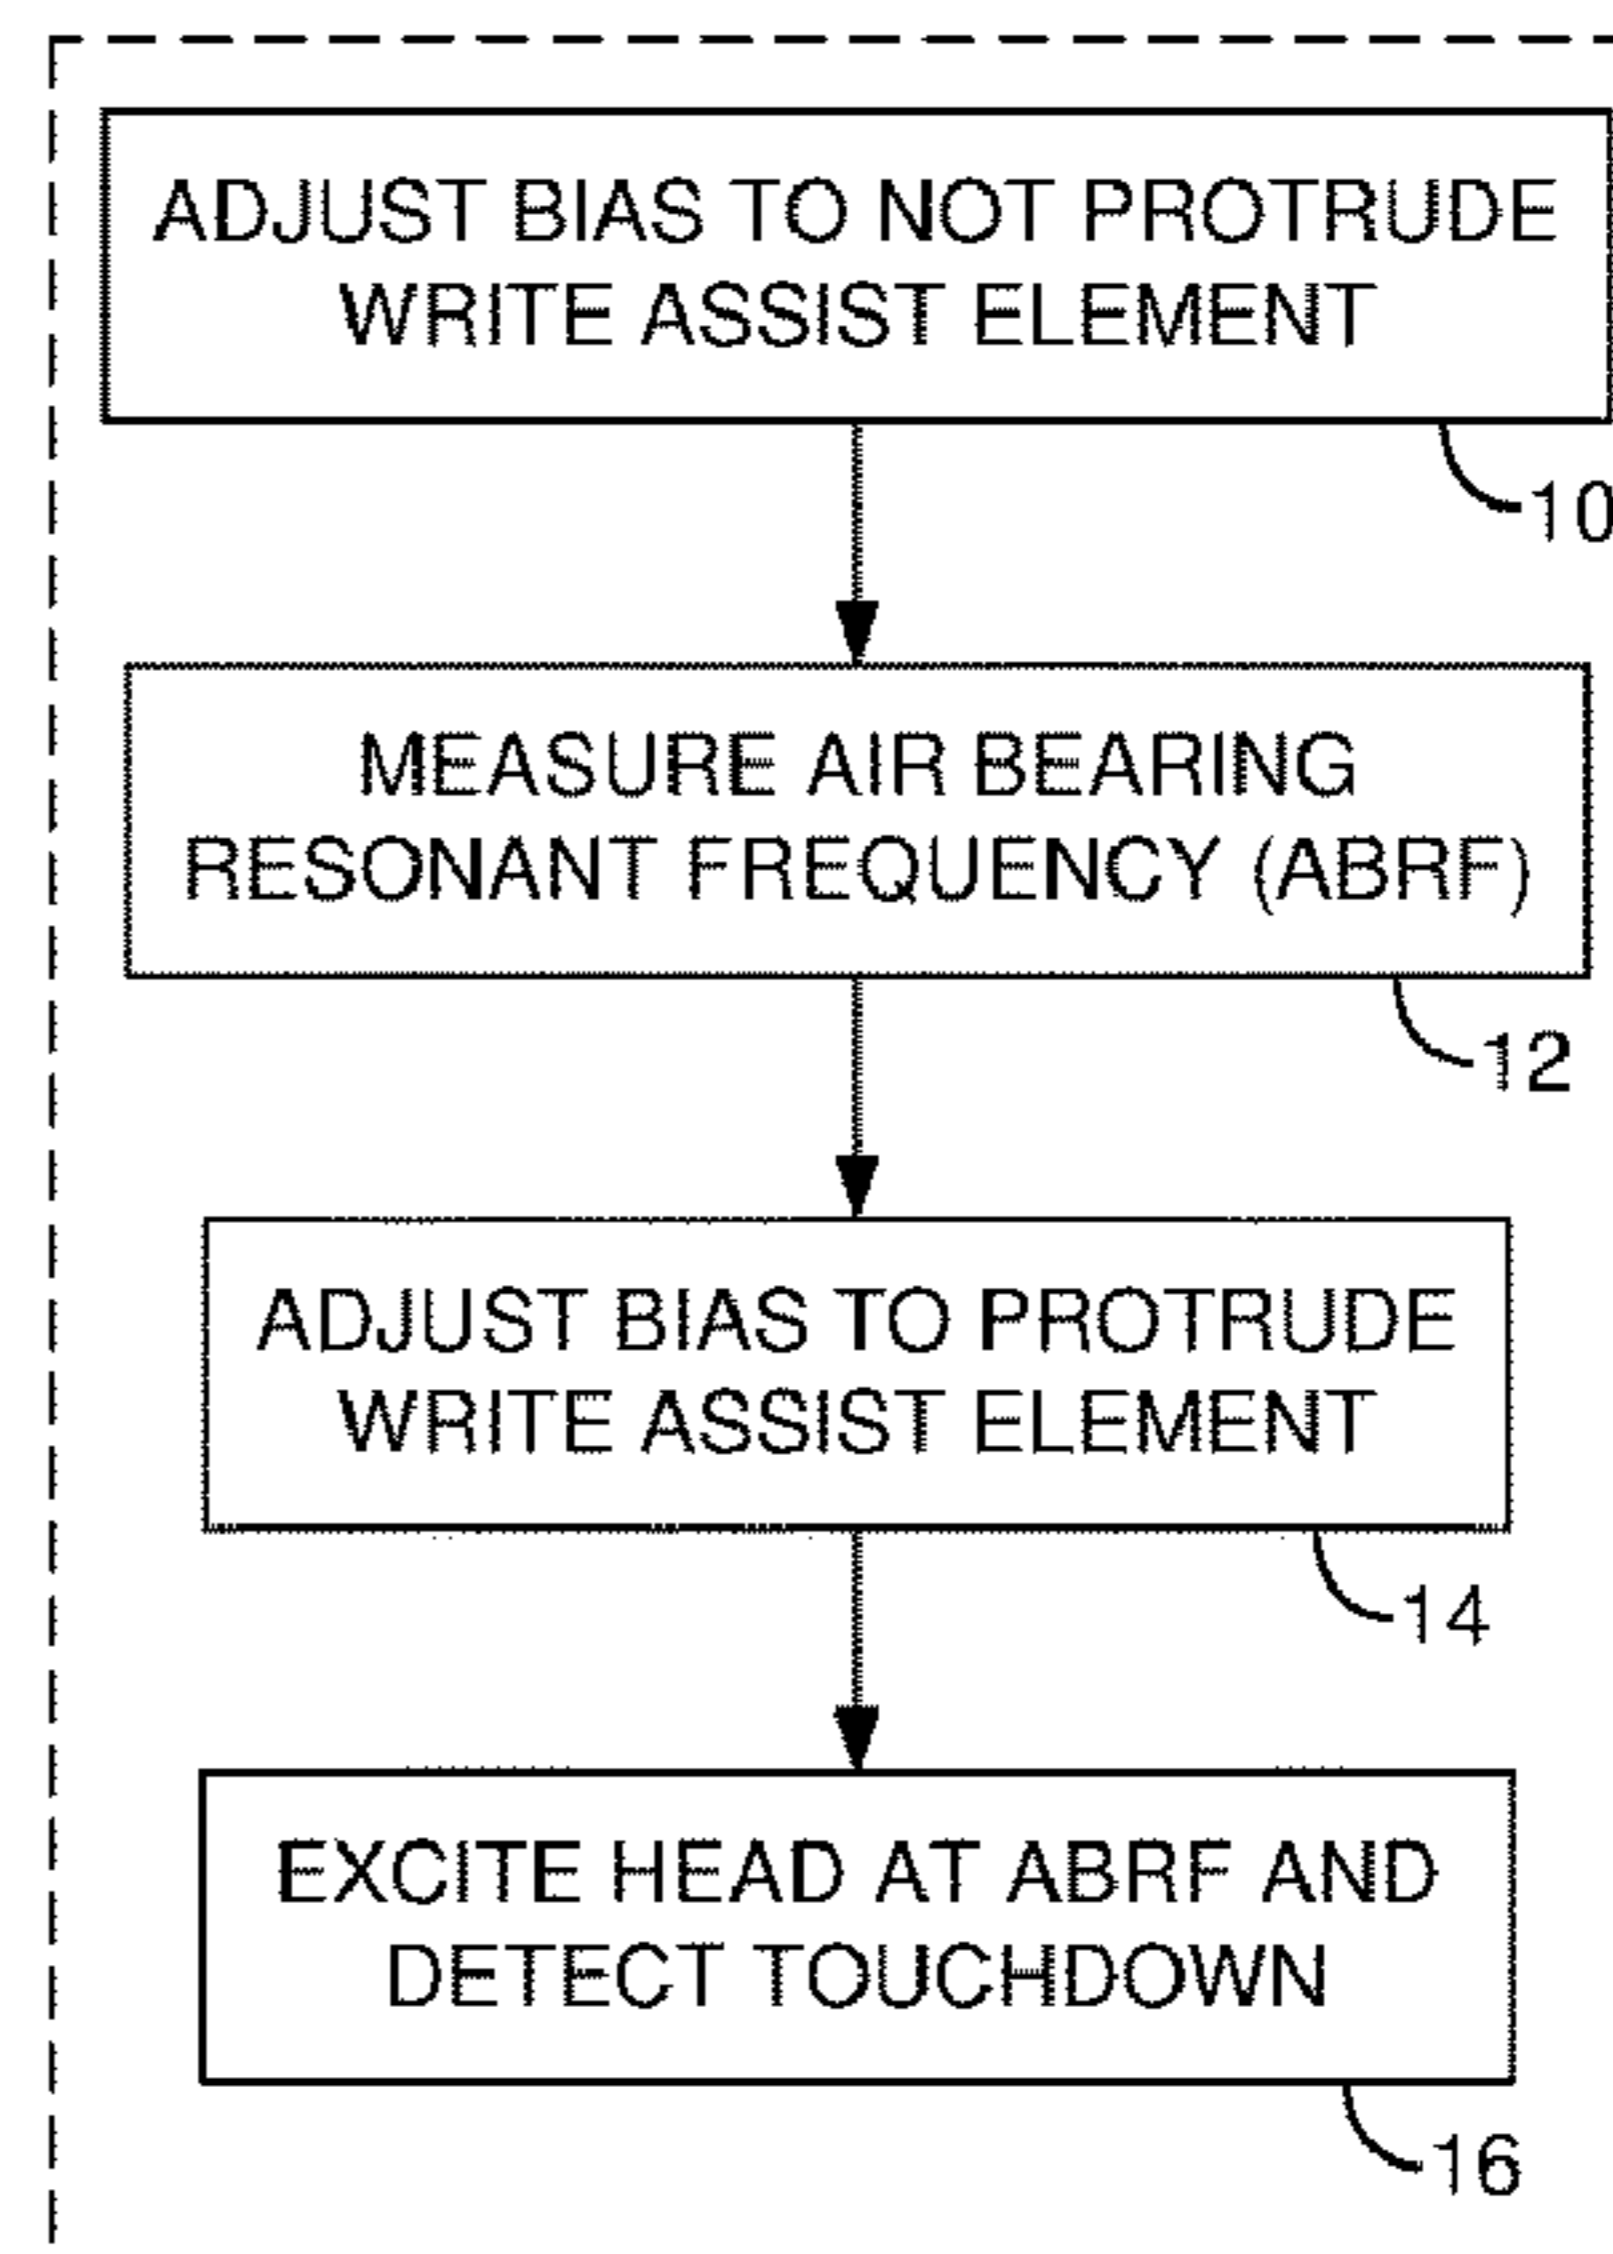 ADJUST BIAS TO NOT PROTRUDE
WRITE ASSIST ELEMENT
10
MEASURE AIR BEARING
RESONANT FREQUENCY (ABRF)
12
ADJUST BIAS TO PROTRUDE
WRITE ASSIST ELEMENT
14
EXCITE HEAD AT ABRF AND
DETECT TOUCHDOWN
16